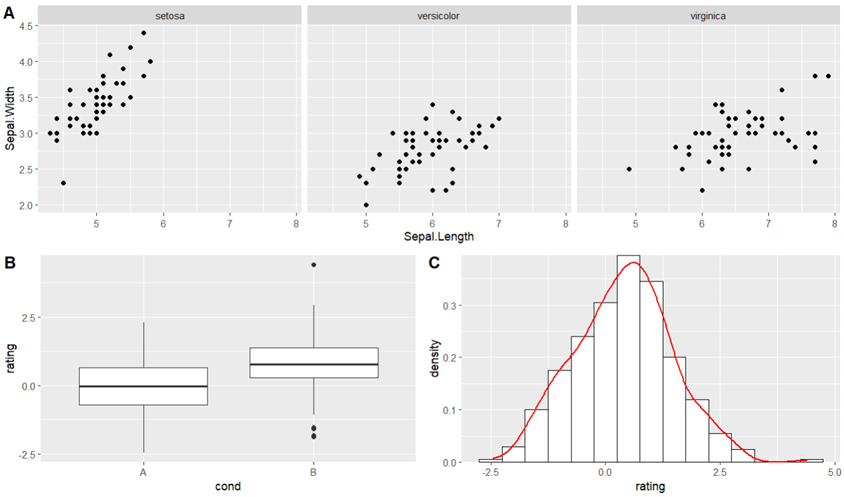 A
setosa versicolor virginica
4.5
4.0
3.5
3.0
2.5
2.0
Sepal.Width
5 6 7 8 5 6 7 8 5 6 7 8
Sepal.Length
B
2.5
0.0
-2.5
rating
A B
cond
C
0.3
0.2
0.1
0.0
density
-2.5 0.0 2.5 5.0
rating